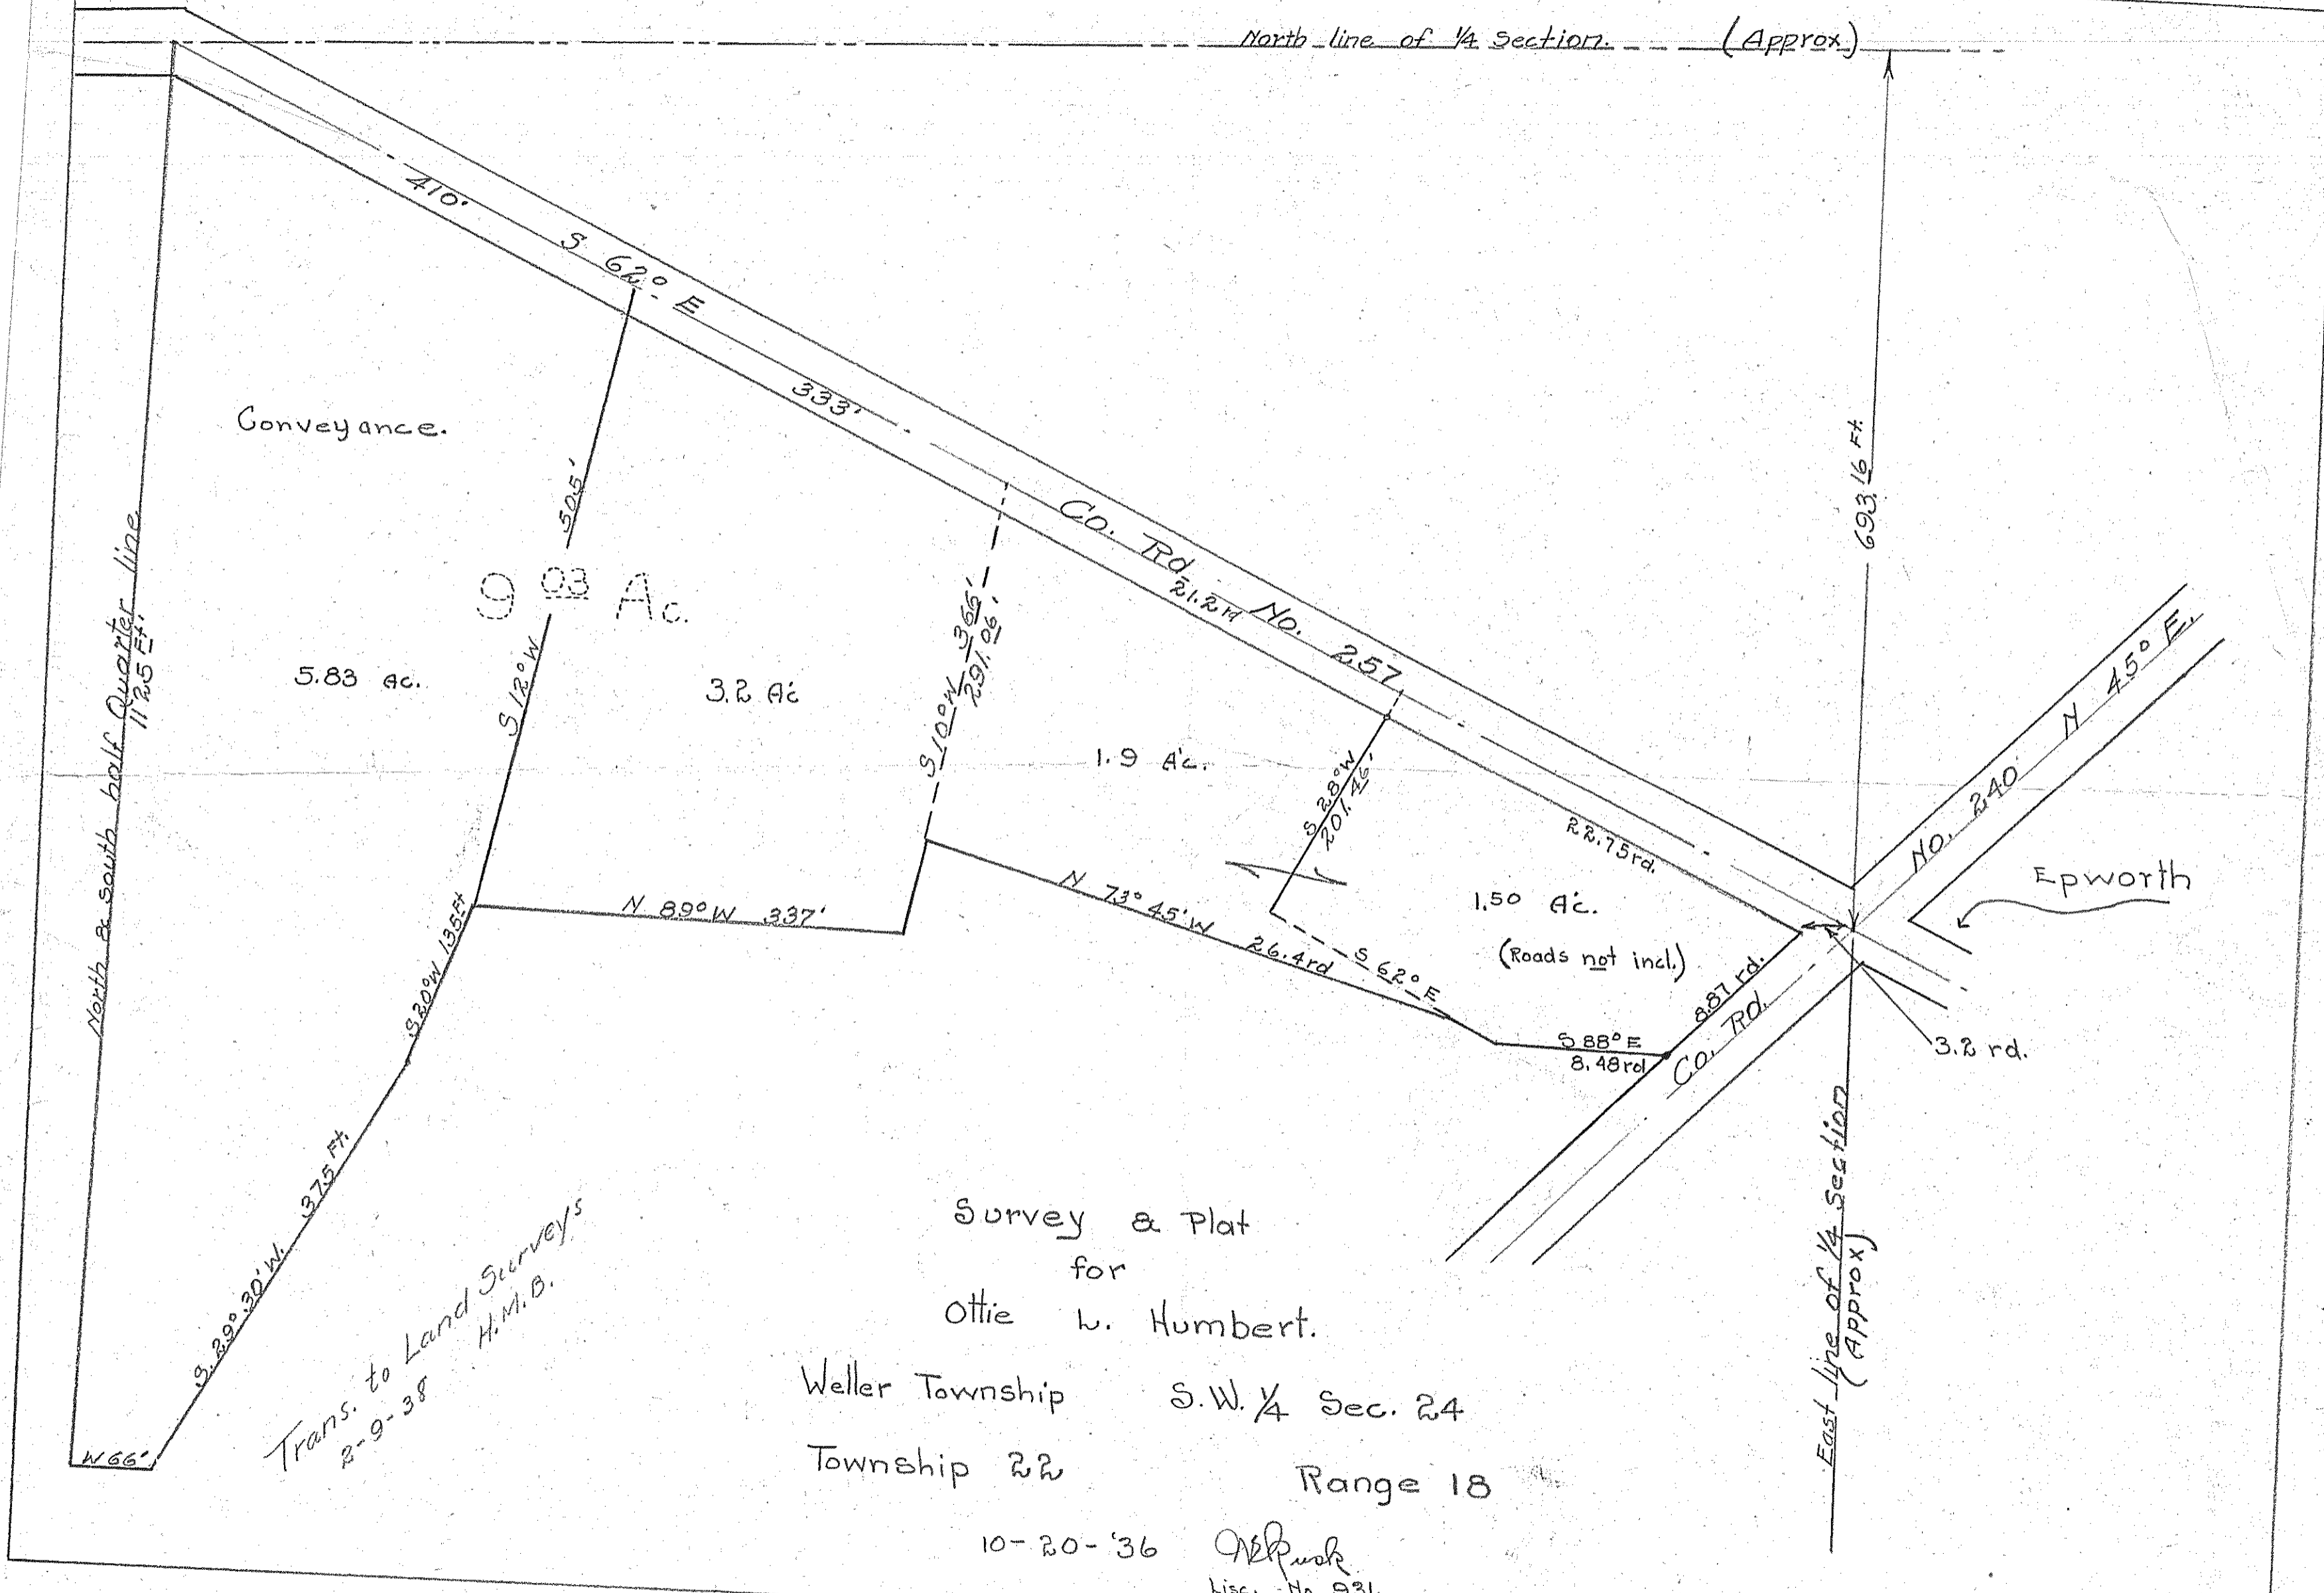 North line of 1/4 Section. (Approx.)
410'
S 62° E
333'
Co. Rd. No. 257
21.2 rd
22.75 rd.
693.16 Ft.
No. 240 N 45° E.
Epworth
Conveyance.
North & south half Quarter line
1125 Ft.
505'
S 12° W
9 03 Ac.
5.83 Ac.
3.2 Ac
S 10° W 366'
291.06'
1.9 Ac.
S 28° W
201.46'
1.50 Ac.
(Roads not incl.)
N 89° W 337'
N 73° 45' W 26.4 rd
S 62° E
S 88° E
8.48 rd
8.87 rd.
Co. Rd.
3.2 rd.
S 20° W 135 Ft
S. 29° 30' W. 375 Ft.
W 66'
Trans. to Land Surveys
2-9-38 H.M.B.
East line of 1/4 Section
(Approx)
Survey & Plat
for
Ottie L. Humbert.
Weller Township S.W. 1/4 Sec. 24
Township 22 Range 18
10-20-'36
Lisc. No. 931